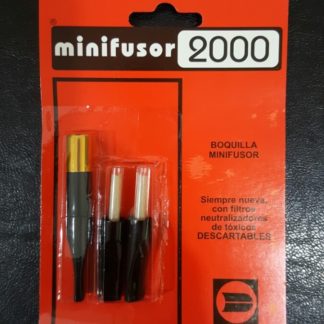 ®
minifusor 2000
BOQUILLA
MINIFUSOR
Siempre nueva,
con filtros
neutralizadores
de tóxicos
DESCARTABLES